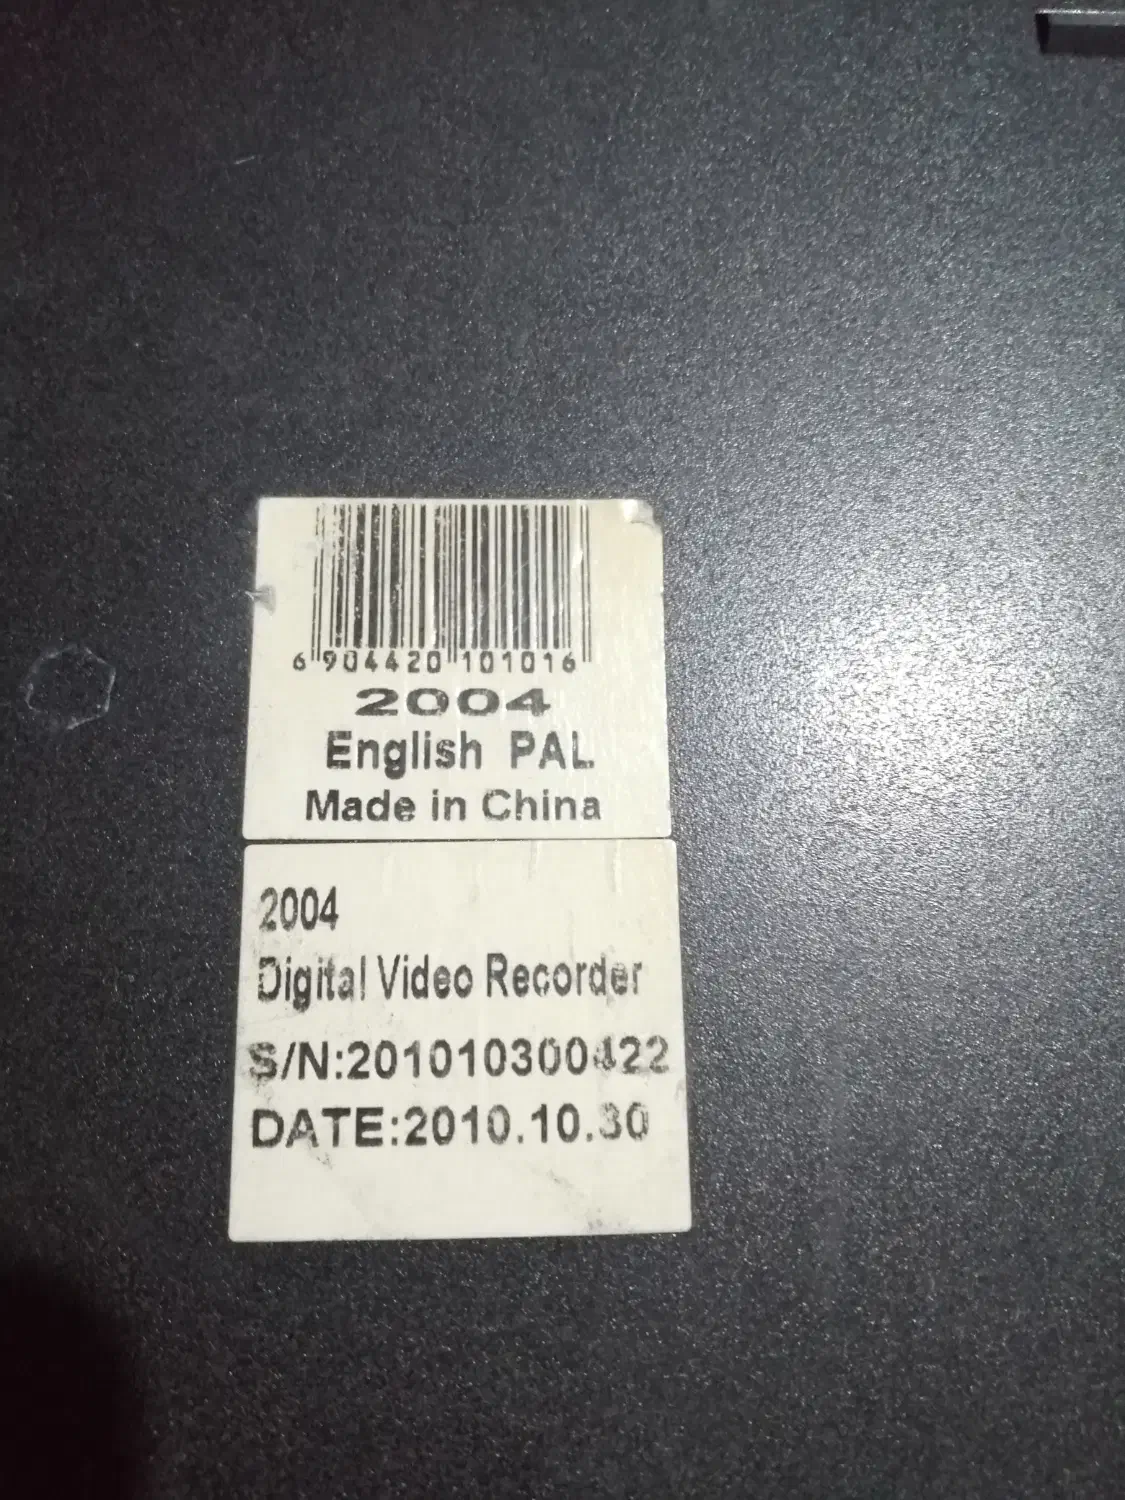 6 904420 101016
2004
English PAL
Made in China
2004
Digital Video Recorder
S/N:201010300422
DATE:2010.10.30